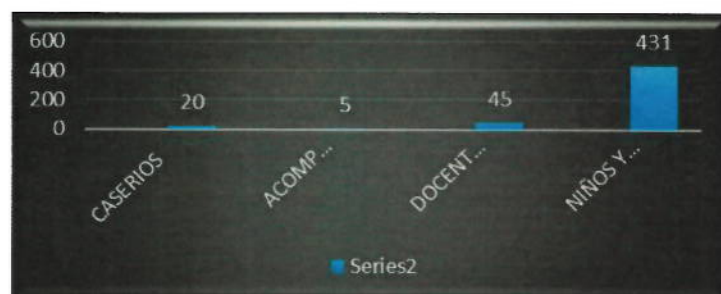 600
400
200
0
20
5
45
431
CASERIOS
ACOMP...
DOCENT...
NIÑOS Y...
Series2